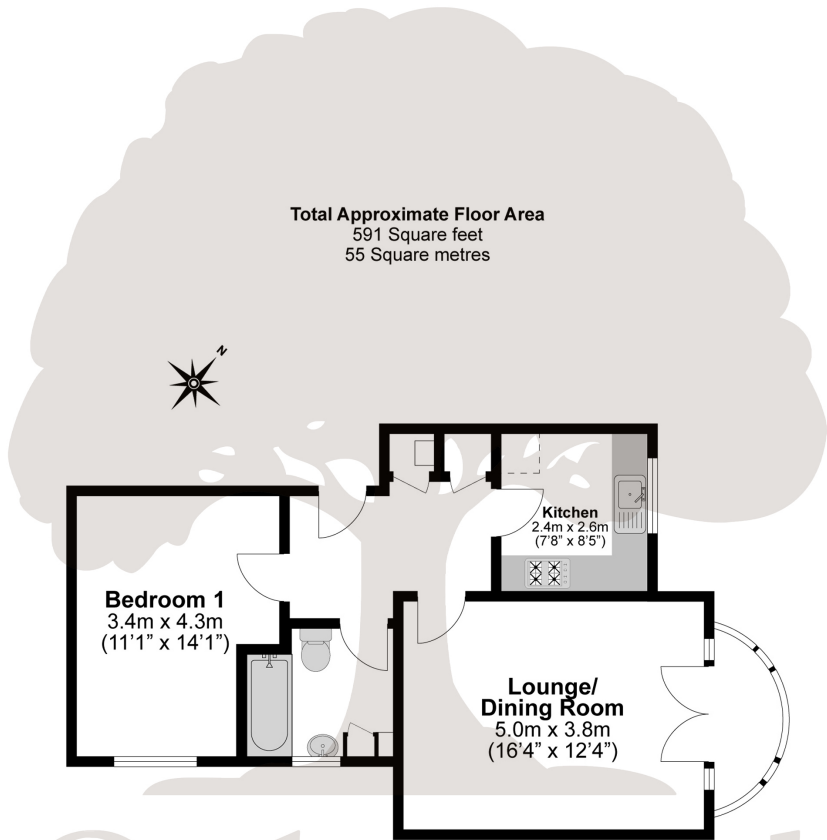 Total Approximate Floor Area
591 Square feet
55 Square metres
N
Kitchen
2.4m x 2.6m
(7'8" x 8'5")
Bedroom 1
3.4m x 4.3m
(11'1" x 14'1")
Lounge/
Dining Room
5.0m x 3.8m
(16'4" x 12'4")